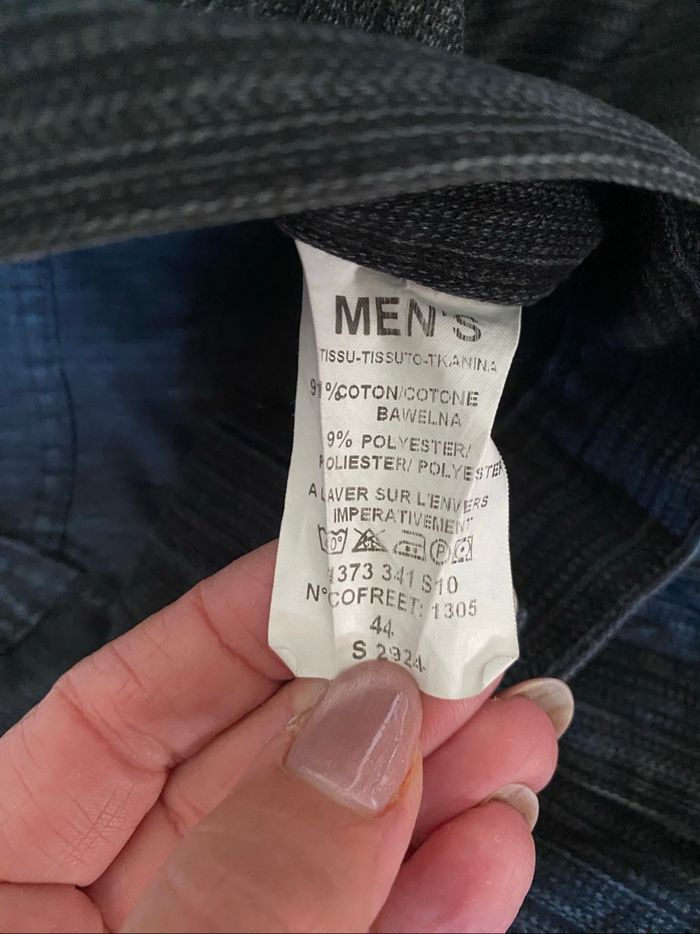 MEN'S
TISSU-TISSUTO-TKANINA
91%COTON/COTONE
BAWELNA
9% POLYESTER/
POLIESTER/ POLYESTER
A LAVER SUR L'ENVERS
IMPERATIVEMENT
P
373 341 S10
N°COFREET: 1305
44
S 2924